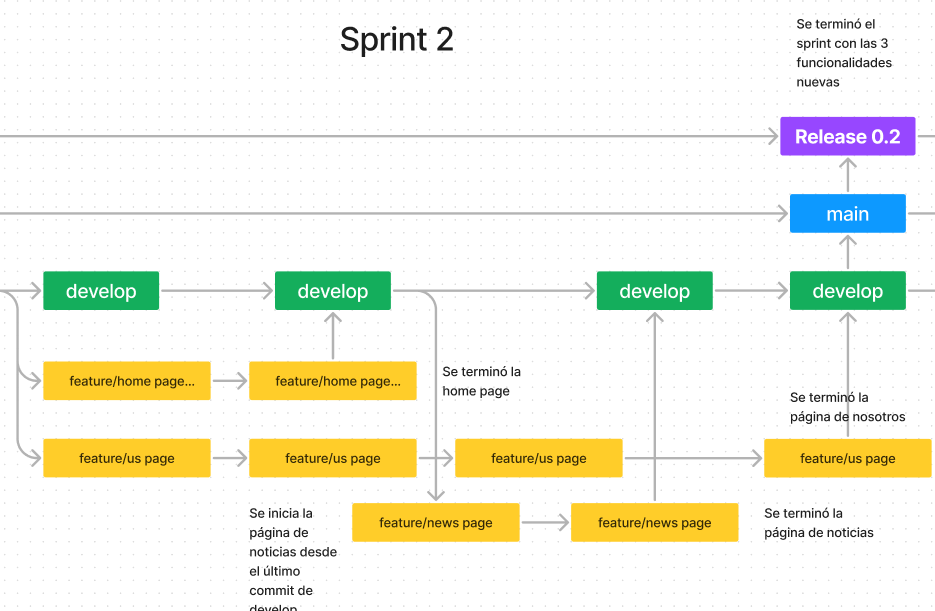 Sprint 2
Se terminó el
sprint con las 3
funcionalidades
nuevas
Release 0.2
main
develop
develop
develop
develop
feature/home page...
feature/home page...
Se terminó la
home page
Se terminó la
página de nosotros
feature/us page
feature/us page
feature/us page
feature/us page
Se inicia la
página de
noticias desde
el último
commit de
develop
feature/news page
feature/news page
Se terminó la
página de noticias